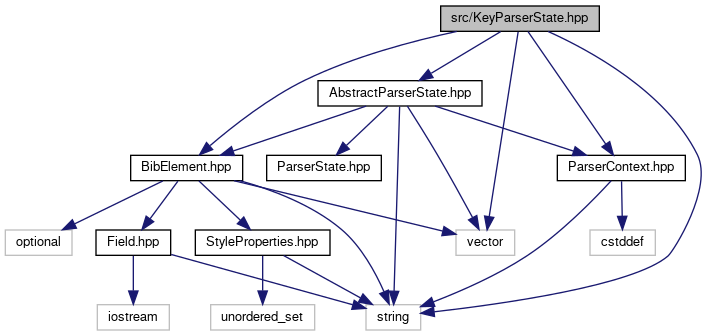 src/KeyParserState.hpp
AbstractParserState.hpp
BibElement.hpp
ParserState.hpp
ParserContext.hpp
optional
Field.hpp
StyleProperties.hpp
vector
cstddef
iostream
unordered_set
string